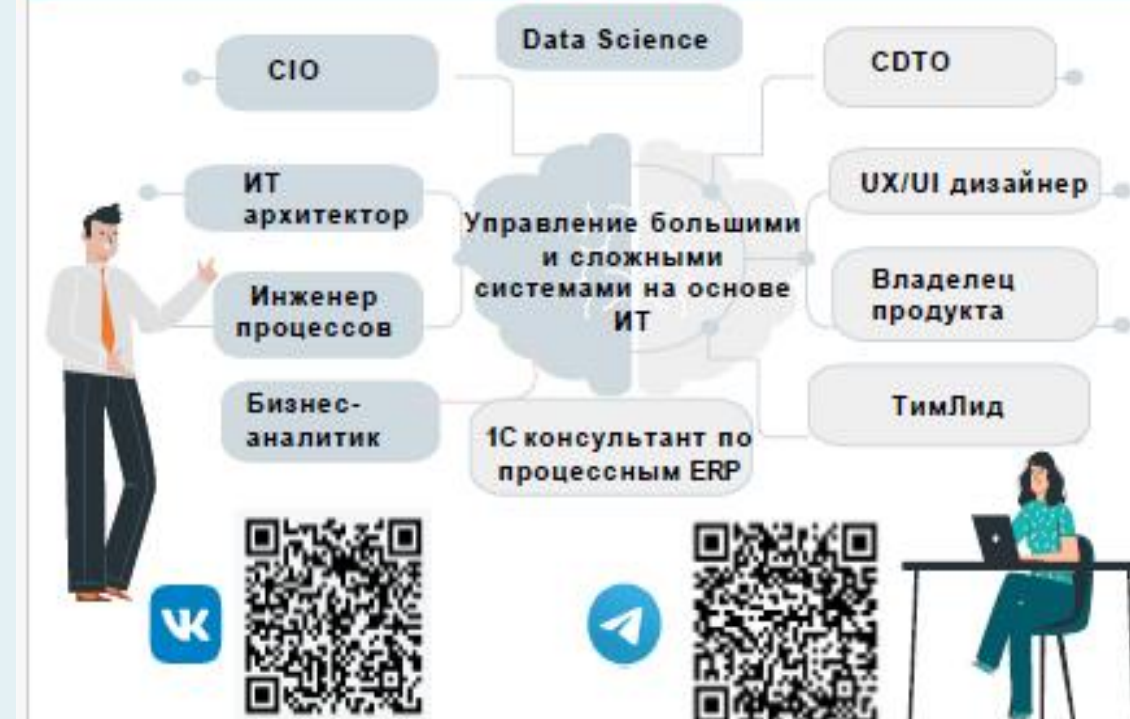 Data Science
CIO
CDTO
ИТ
архитектор
UX/UI дизайнер
Управление большими
и сложными
системами на основе
ИТ
Инженер
процессов
Владелец
продукта
Бизнес-
аналитик
ТимЛид
1С консультант по
процессным ERP